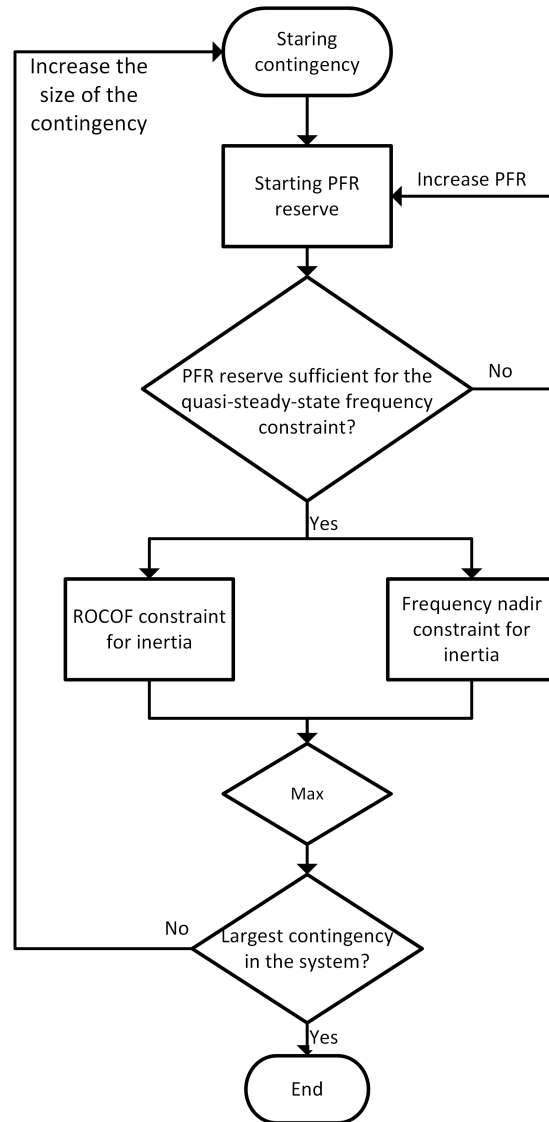 Staring
contingency
Increase the
size of the
contingency
Starting PFR
reserve
Increase PFR
PFR reserve sufficient for the
quasi-steady-state frequency
constraint?
No
Yes
ROCOF constraint
for inertia
Frequency nadir
constraint for
inertia
Max
No
Largest contingency
in the system?
Yes
End